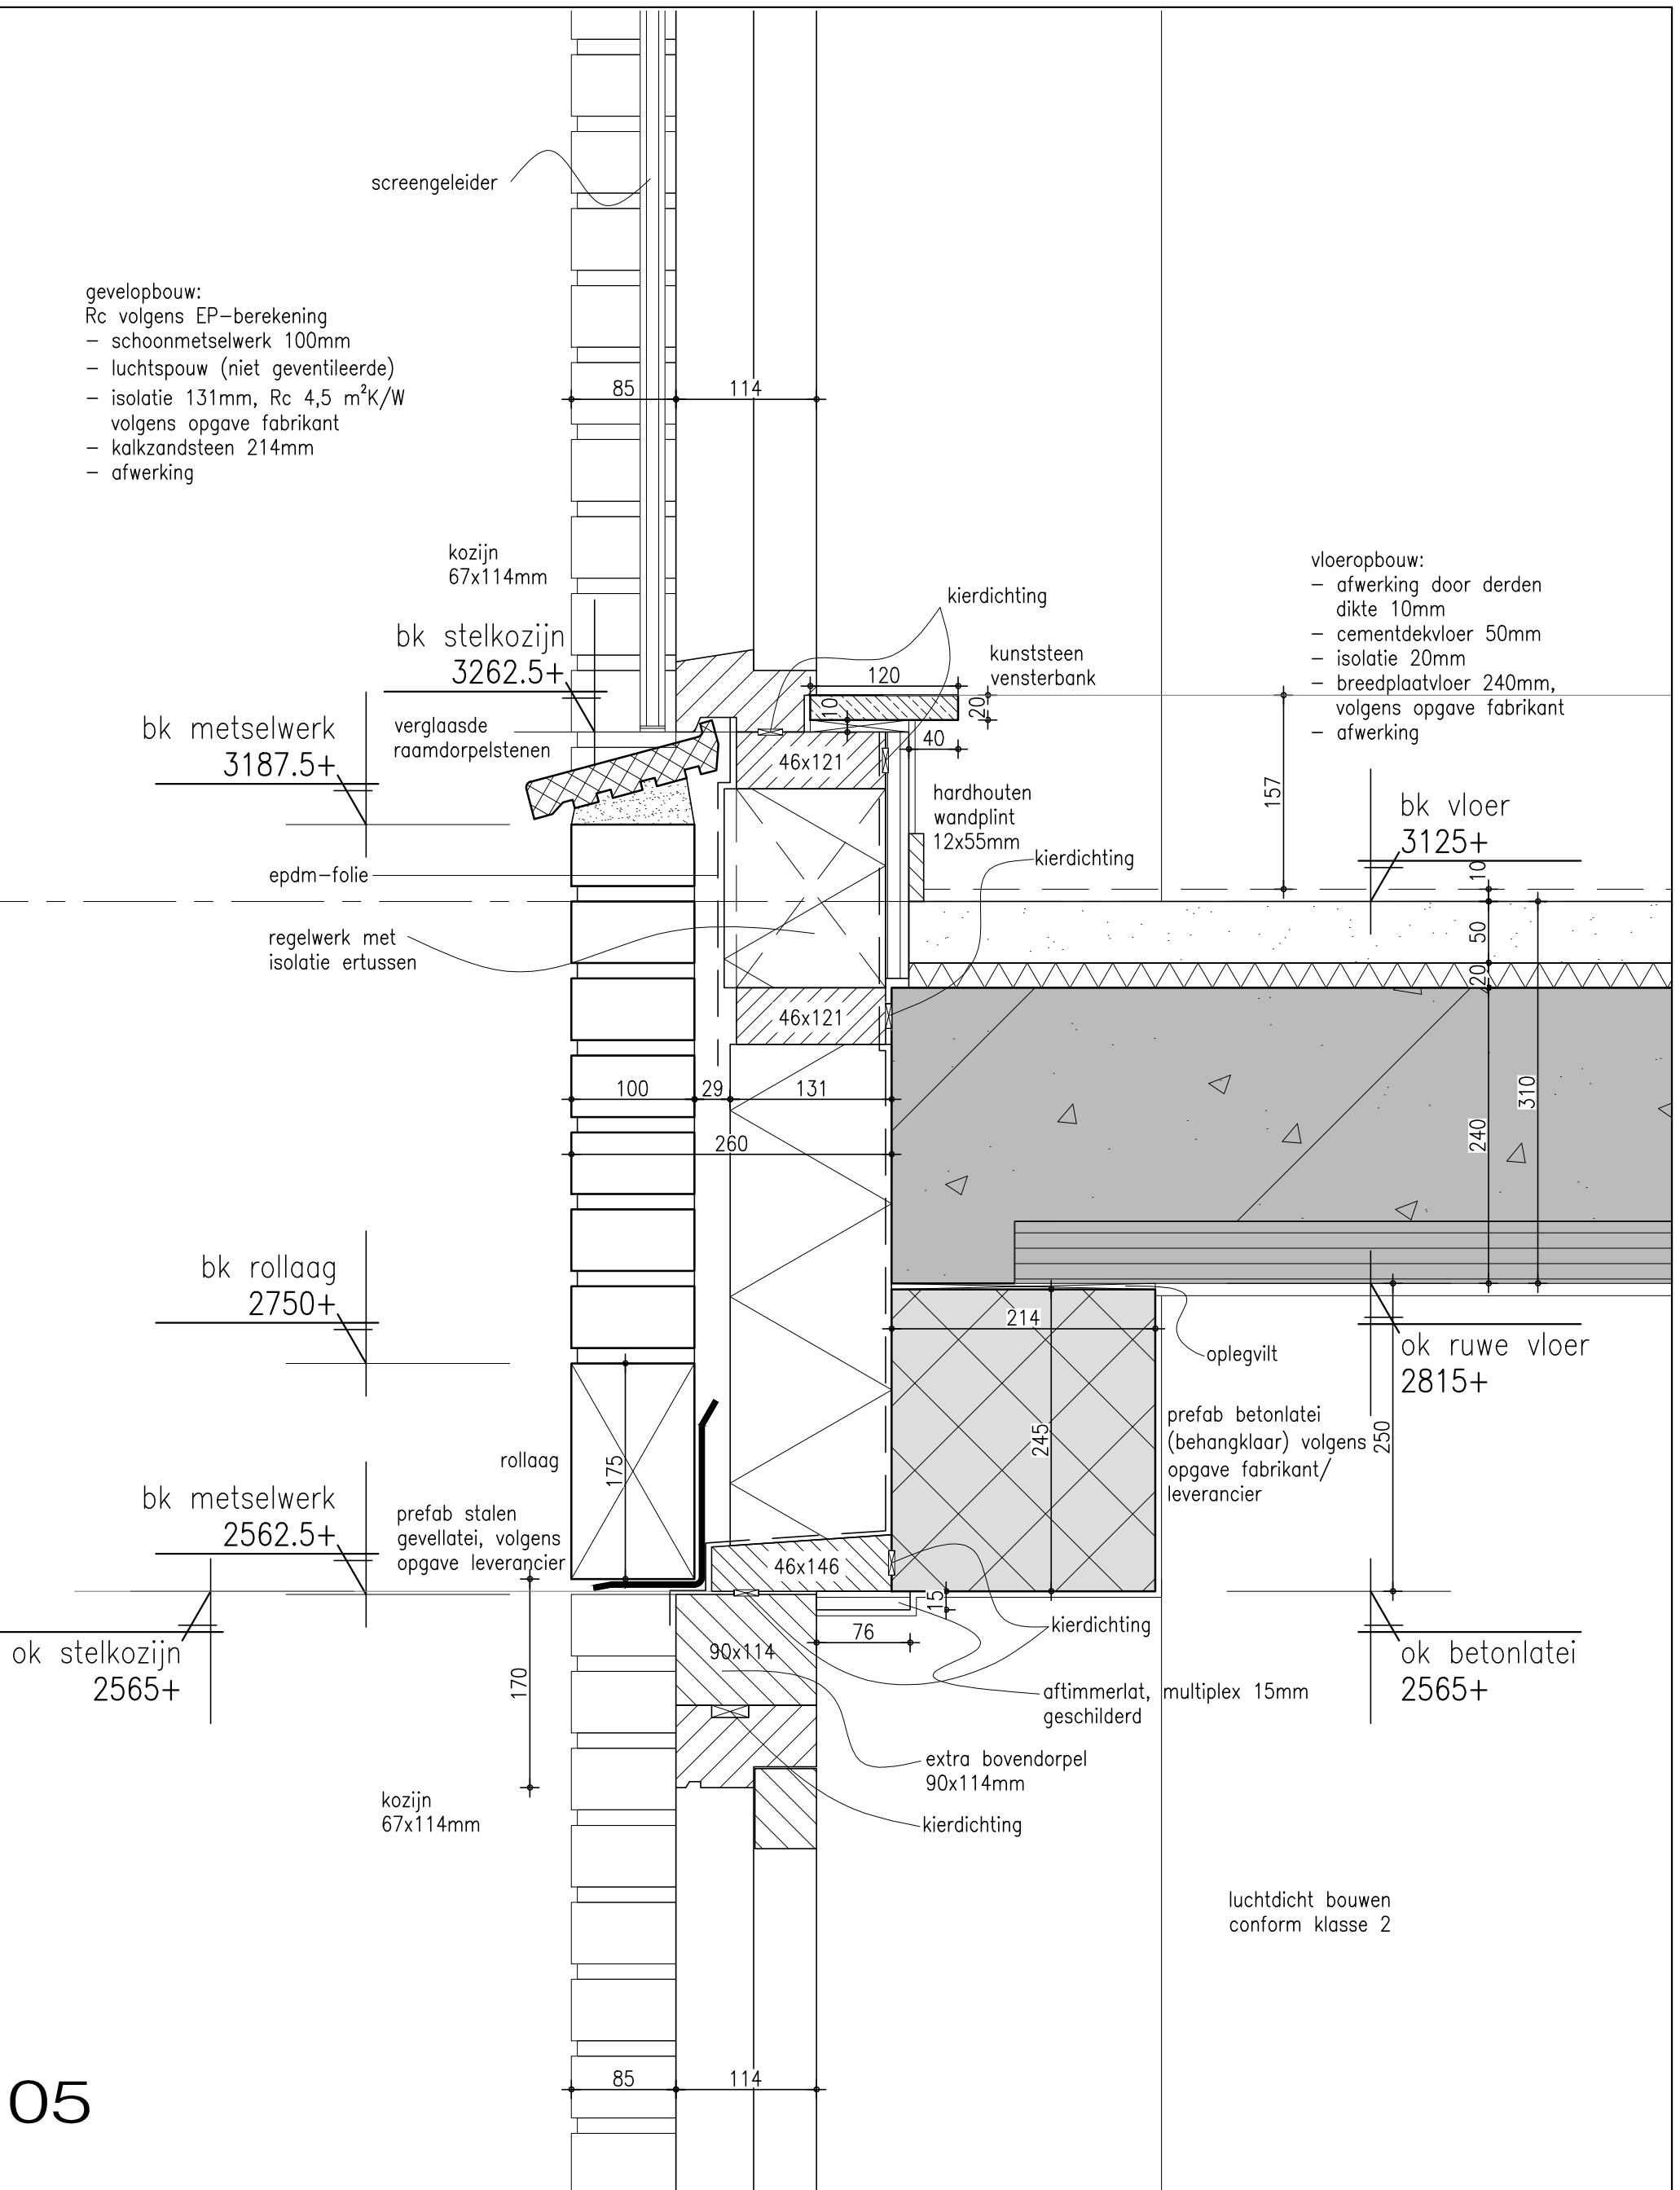 screengeleider
gevelopbouw:
Rc volgens EP-berekening
- schoonmetselwerk 100mm
- luchtspouw (niet geventileerde)
- isolatie 131mm, Rc 4,5 m²K/W
volgens opgave fabrikant
- kalkzandsteen 214mm
- afwerking
85
114
kozijn
67x114mm
bk stelkozijn
3262.5+
bk metselwerk
3187.5+
verglaasde
raamdorpelstenen
kierdichting
kunststeen
vensterbank
120
10
20
40
46x121
hardhouten
wandplint
12x55mm
kierdichting
vloeropbouw:
- afwerking door derden
dikte 10mm
- cementdekvloer 50mm
- isolatie 20mm
- breedplaatvloer 240mm,
volgens opgave fabrikant
- afwerking
157
bk vloer
3125+
10
50
20
epdm-folie
regelwerk met
isolatie ertussen
46x121
100
29
131
260
240
310
bk rollaag
2750+
214
oplegvilt
ok ruwe vloer
2815+
245
250
prefab betonlatei
(behangklaar) volgens
opgave fabrikant/
leverancier
rollaag
175
bk metselwerk
2562.5+
prefab stalen
gevellatei, volgens
opgave leverancier
46x146
15
76
kierdichting
ok stelkozijn
2565+
ok betonlatei
2565+
90x114
170
aftimmerlat, multiplex 15mm
geschilderd
extra bovendorpel
90x114mm
kierdichting
kozijn
67x114mm
luchtdicht bouwen
conform klasse 2
85
114
05